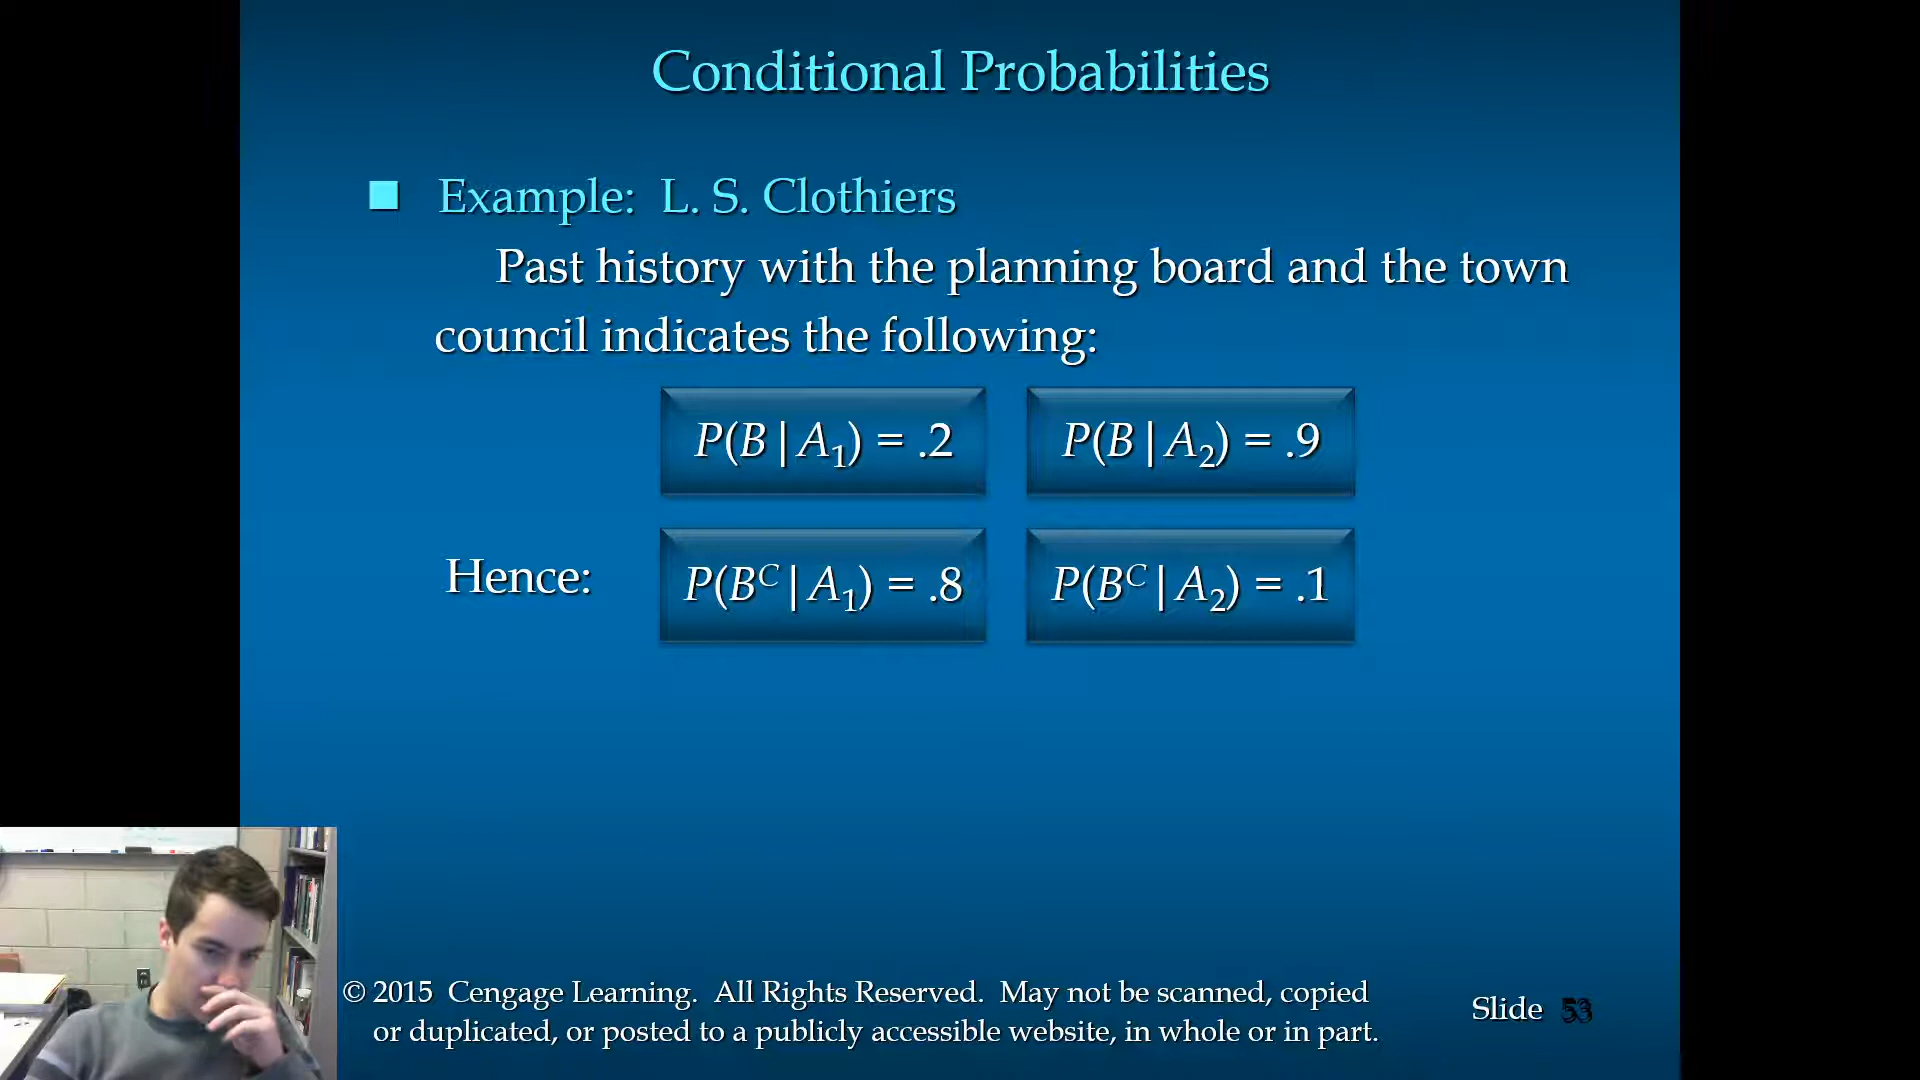 Conditional Probabilities
Example: L. S. Clothiers
Past history with the planning board and the town
council indicates the following:
P(B|A₁) = .2 P(B|A₂) = .9
Hence: P(Bᶜ|A₁) = .8 P(Bᶜ|A₂) = .1
© 2015 Cengage Learning. All Rights Reserved. May not be scanned, copied
or duplicated, or posted to a publicly accessible website, in whole or in part.
Slide